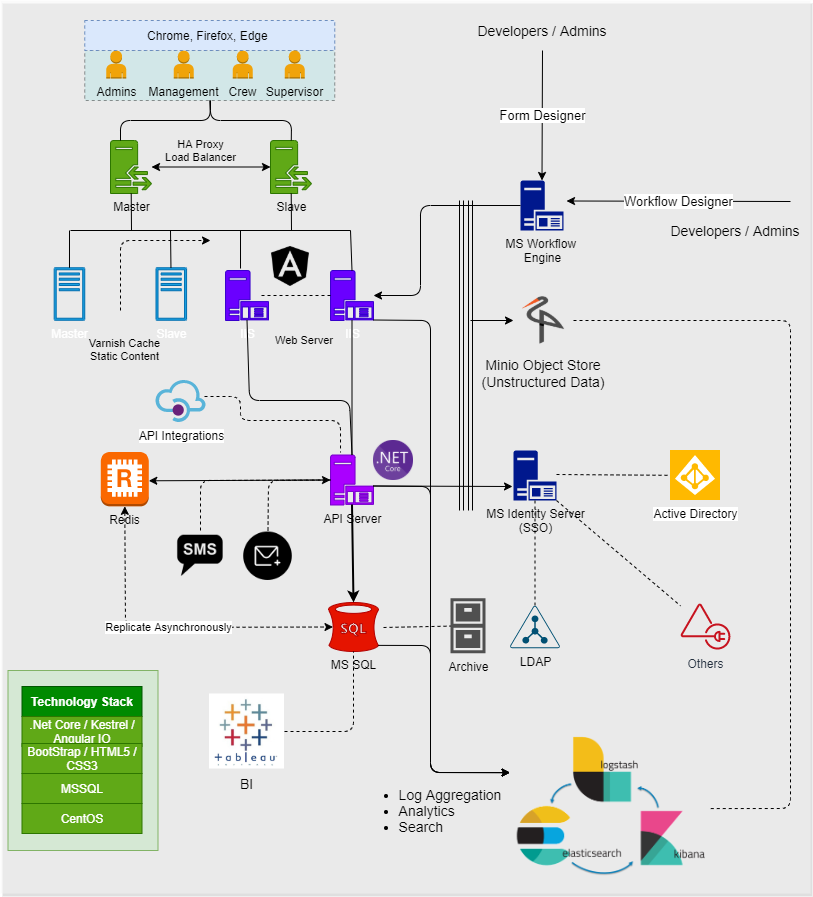 Chrome, Firefox, Edge
Admins
Management
Crew
Supervisor
Developers / Admins
Form Designer
HA Proxy
Load Balancer
Master
Slave
Workflow Designer
Developers / Admins
MS Workflow
Engine
Master
Slave
IIS
IIS
Varnish Cache
Static Content
Web Server
Minio Object Store
(Unstructured Data)
API Integrations
.NET
Core
R
Redis
API Server
MS Identity Server
(SSO)
Active Directory
SMS
Replicate Asynchronously
SQL
MS SQL
Archive
LDAP
Others
Technology Stack
.Net Core / Kestrel /
Angular IO
BootStrap / HTML5 /
CSS3
MSSQL
CentOS
tableau
BI
• Log Aggregation
• Analytics
• Search
logstash
elasticsearch
kibana